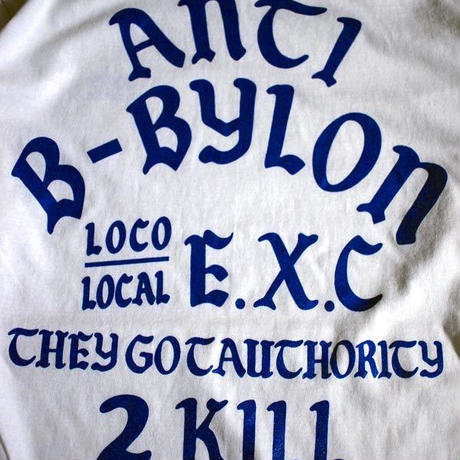 ANTI
B-BYLON
LOCO
LOCAL
E.X.C
THEY GOT AUTHORITY
2 KILL